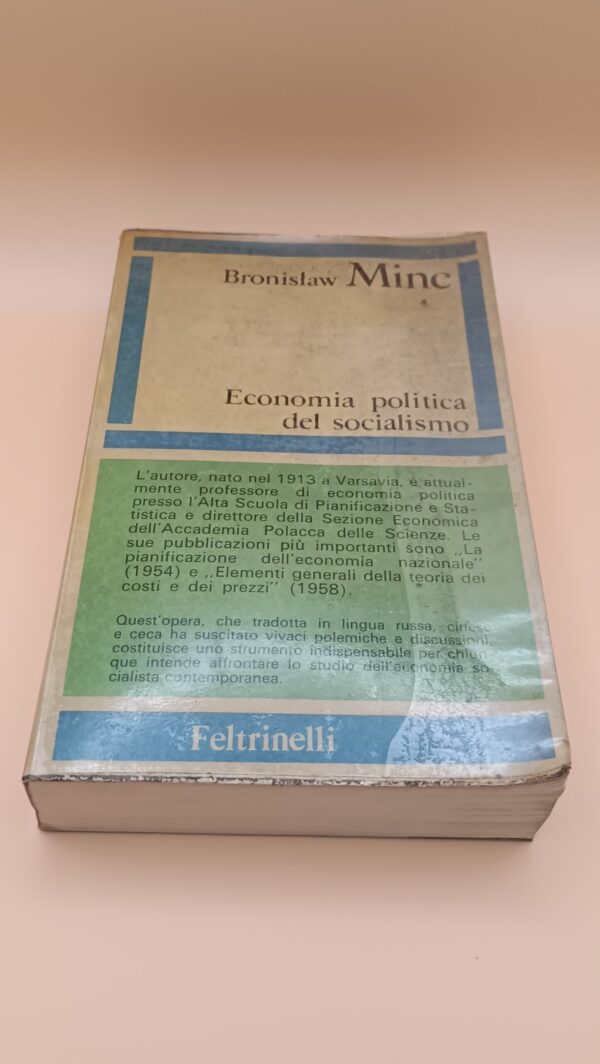 Bronisław Minc
Economia politica
del socialismo
L'autore, nato nel 1913 a Varsavia, é attual-
mente professore di economia politica
presso l'Alta Scuola di Pianificazione e Sta-
tistica e direttore della Sezione Economica
dell'Accademia Polacca delle Scienze. Le
sue pubblicazioni più importanti sono ,,La
pianificazione dell'economia nazionale''
(1954) e ,,Elementi generali della teoria dei
costi e dei prezzi'' (1958).
Quest'opera, che tradotta in lingua russa, cinese
e ceca ha suscitato vivaci polemiche e discussioni,
costituisce uno strumento indispensabile per chiun-
que intende affrontare lo studio dell'economia so
cialista contemporanea.
Feltrinelli